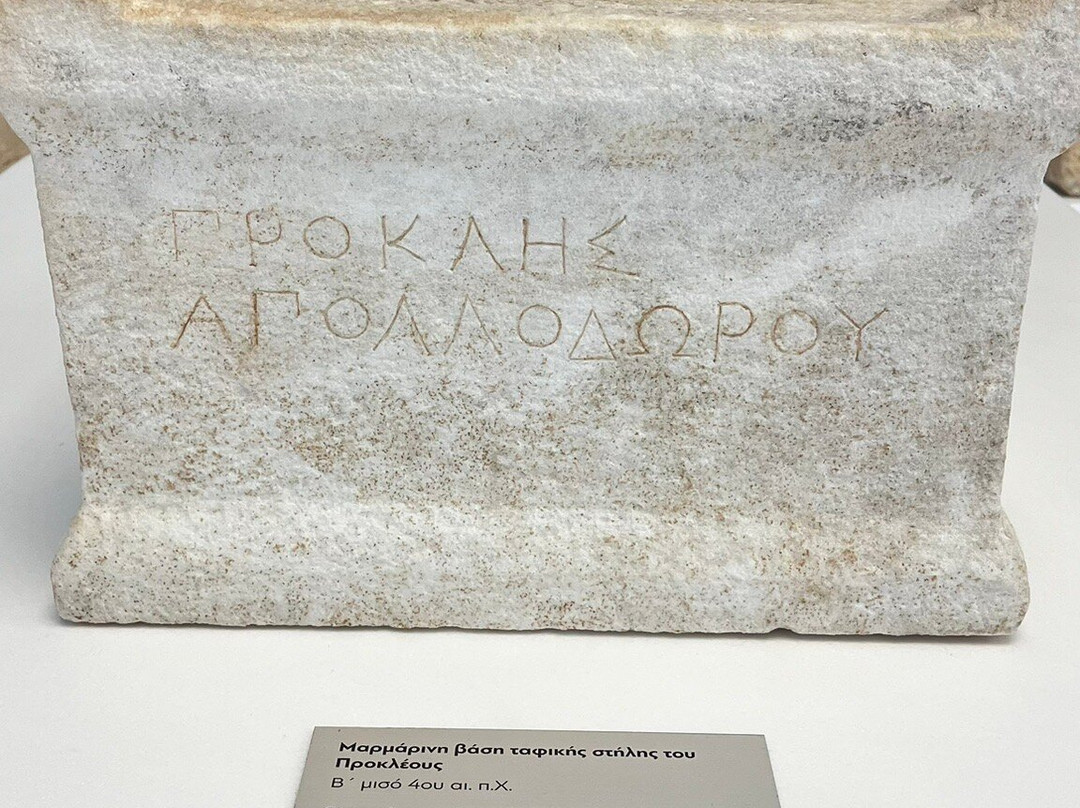 ΠΡΟΚΛΗΣ
ΑΠΟΛΛΟΔΩΡΟΥ
Μαρμάρινη βάση ταφικής στήλης του
Προκλέους
Β΄ μισό 4ου αι. π.Χ.